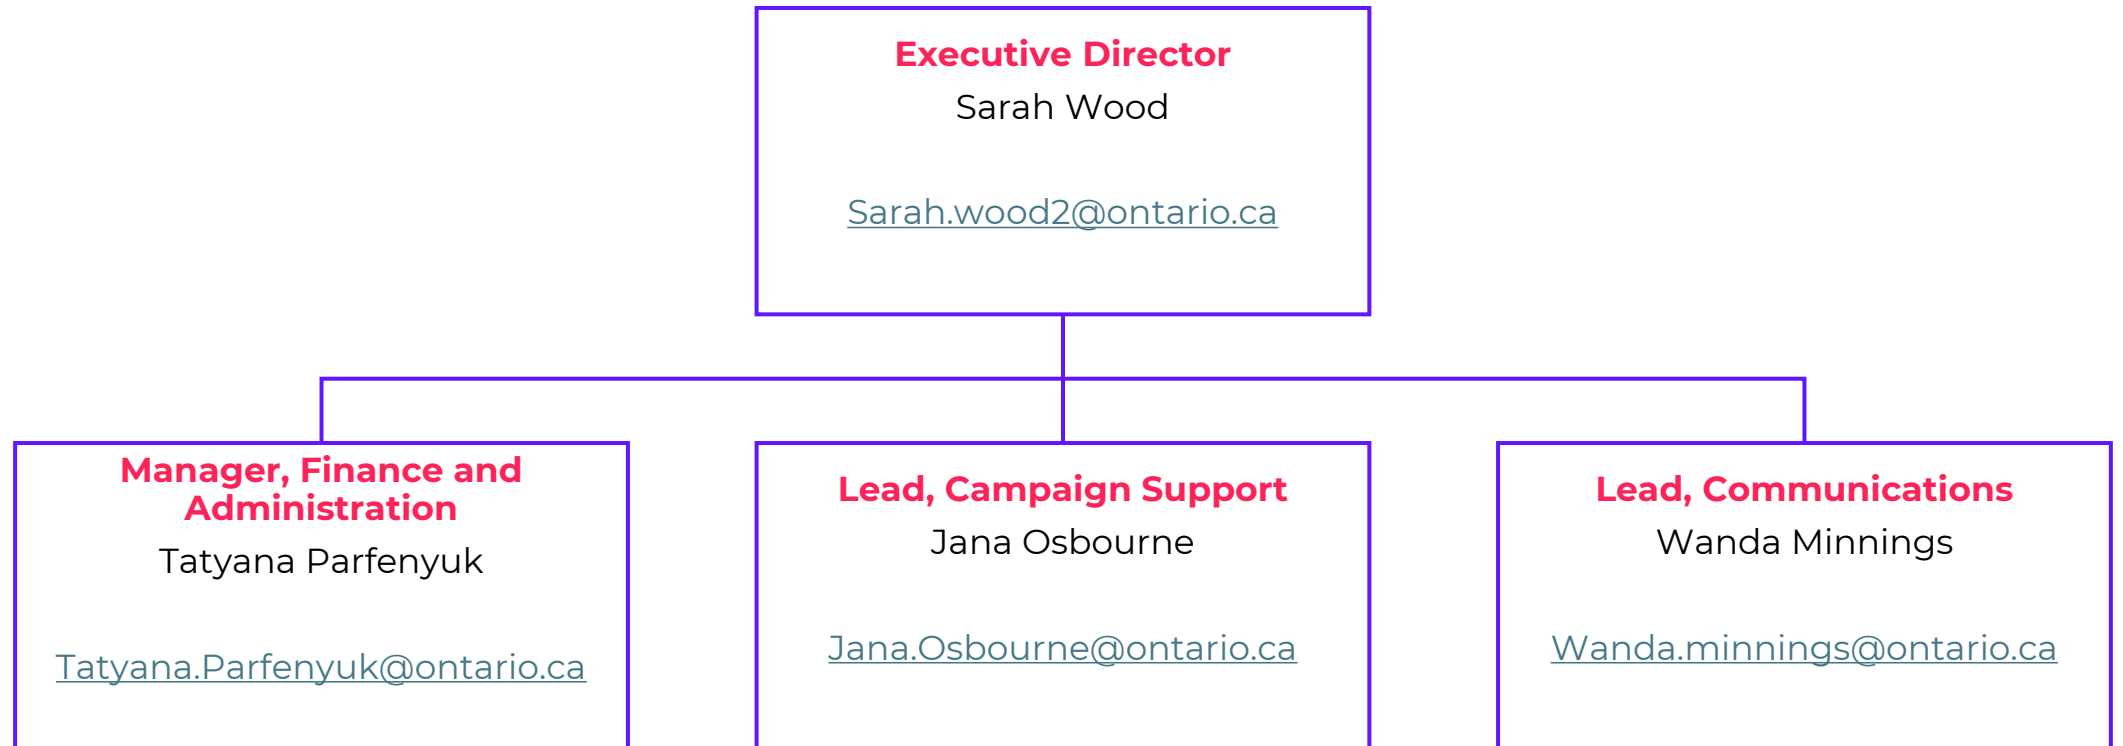 Executive Director
Sarah Wood
Sarah.wood2@ontario.ca
Manager, Finance and
Administration
Tatyana Parfenyuk
Tatyana.Parfenyuk@ontario.ca
Lead, Campaign Support
Jana Osbourne
Jana.Osbourne@ontario.ca
Lead, Communications
Wanda Minnings
Wanda.minnings@ontario.ca